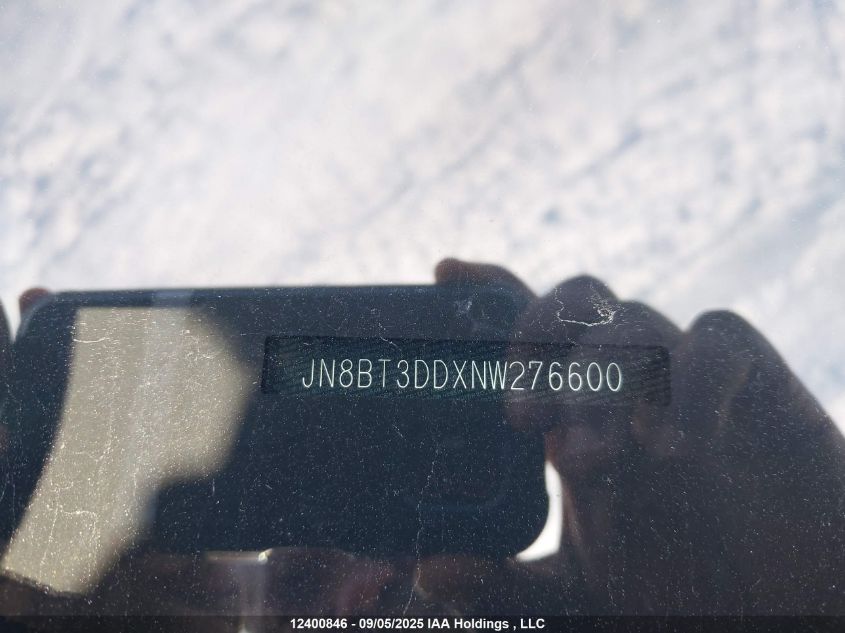 JN8BT3DDXNW276600
12400846 - 09/05/2025 IAA Holdings , LLC